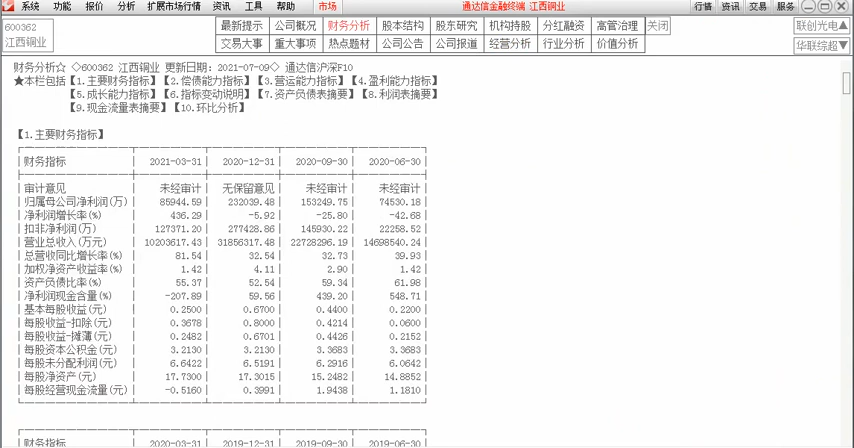 系统 功能 报价 分析 扩展市场行情 资讯 工具 帮助 市场 通达信金融终端 江西铜业 行情 资讯 交易 服务
600362
江西铜业
最新提示 公司概况 财务分析 股本结构 股东研究 机构持股 分红融资 高管治理 关闭
交易大事 重大事项 热点题材 公司公告 公司报道 经营分析 行业分析 价值分析
联创光电▲
华联综超▼
财务分析☆ ◇600362 江西铜业 更新日期：2021-07-09◇ 通达信沪深F10
★本栏包括【1.主要财务指标】【2.偿债能力指标】【3.营运能力指标】【4.盈利能力指标】
【5.成长能力指标】【6.指标变动说明】【7.资产负债表摘要】【8.利润表摘要】
【9.现金流量表摘要】【10.环比分析】
【1.主要财务指标】
财务指标 2021-03-31 2020-12-31 2020-09-30 2020-06-30
审计意见 未经审计 无保留意见 未经审计 未经审计
归属母公司净利润(万) 85944.59 232039.48 153249.75 74530.18
净利润增长率(%) 436.29 -5.92 -25.80 -42.68
扣非净利润(万) 127371.20 277428.86 145930.22 22258.52
营业总收入(万元) 10203617.43 31856317.48 22728296.19 14698540.24
总营收同比增长率(%) 81.54 32.54 32.73 39.93
加权净资产收益率(%) 1.42 4.11 2.90 1.42
资产负债比率(%) 55.37 52.54 59.34 61.98
净利润现金含量(%) -207.89 59.56 439.20 548.71
基本每股收益(元) 0.2500 0.6700 0.4400 0.2200
每股收益-扣除(元) 0.3678 0.8000 0.4214 0.0600
每股收益-摊薄(元) 0.2482 0.6701 0.4426 0.2152
每股资本公积金(元) 3.2130 3.2130 3.3683 3.3683
每股未分配利润(元) 6.6422 6.5191 6.2916 6.0642
每股净资产(元) 17.7300 17.3015 15.2482 14.8852
每股经营现金流量(元) -0.5160 0.3991 1.9438 1.1810
财务指标 2020-03-31 2019-12-31 2019-09-30 2019-06-30